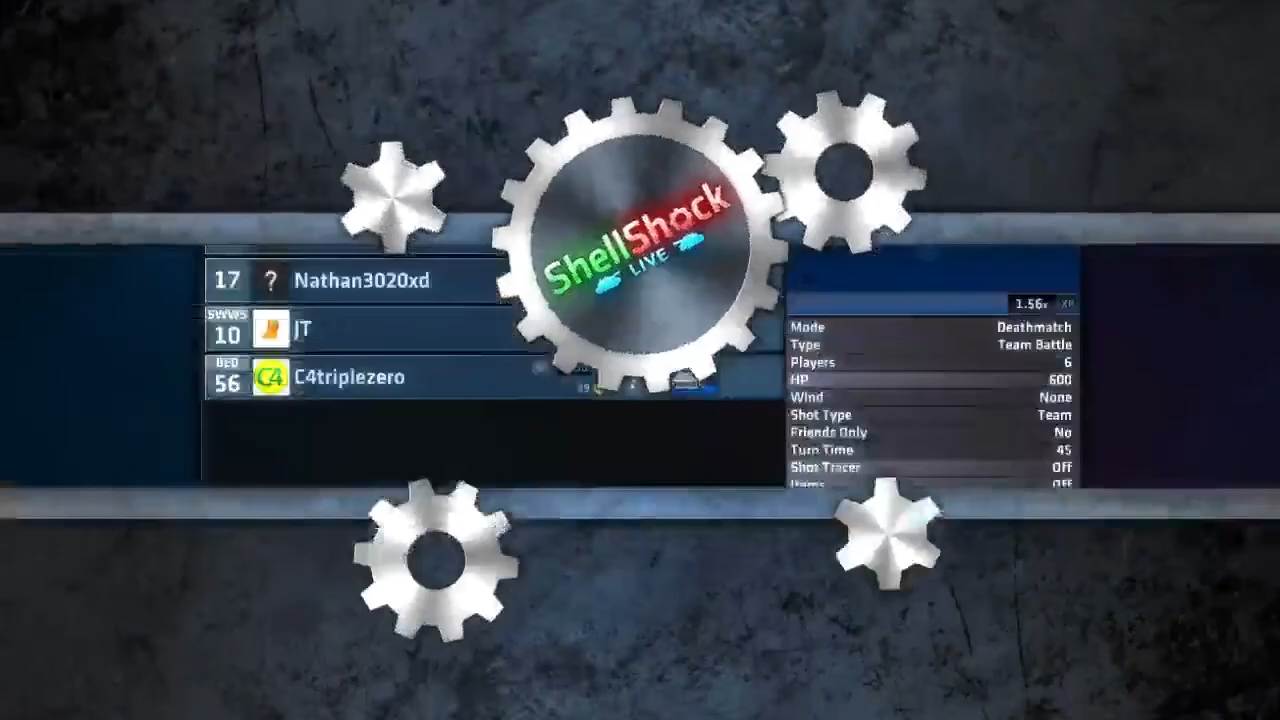 ShellShock
LIVE
17 ? Nathan3020xd
SWWS
10 JT
BED
56 C4 C4triplezero
1.56x XP
Mode Deathmatch
Type Team Battle
Players 6
HP 600
Wind None
Shot Type Team
Friends Only No
Turn Time 45
Shot Tracer Off
Items Off